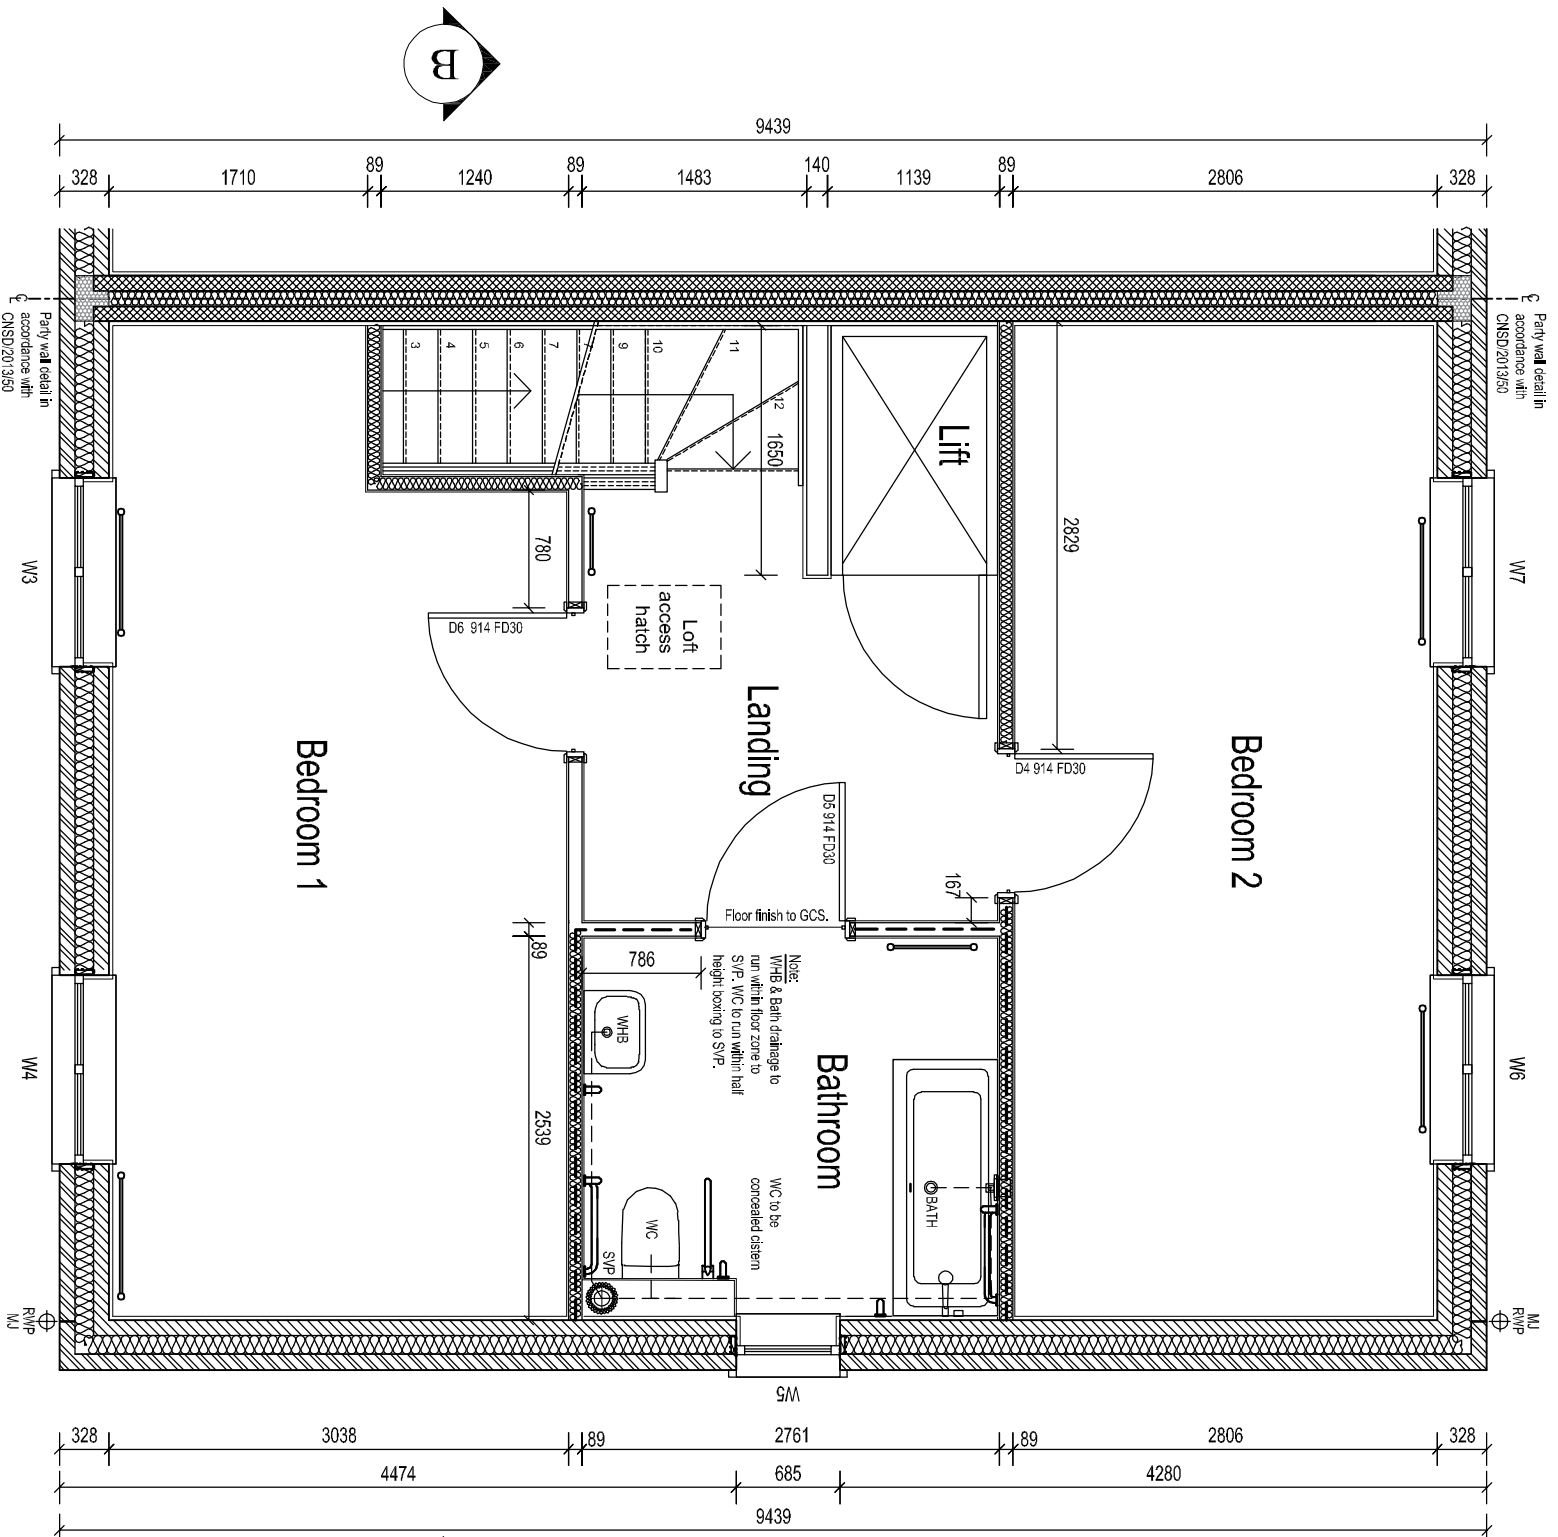 B
9439
328
1710
89
1240
89
1483
140
1139
89
2806
328
℄
Party wall detail in
accordance with
CNSD/2013/50
℄
Party wall detail in
accordance with
CNSD/2013/50
3
4
5
6
7
9
10
11
12
1650
Lift
2829
780
W3
W7
D6 914 FD30
Loft
access
hatch
Landing
Bedroom 1
Bedroom 2
D4 914 FD30
D5 914 FD30
167
Floor finish to GCS.
89
786
Note:
WHB & Bath drainage to
run within floor zone to
SVP. WC to run within half
height boxing to SVP.
WHB
Bathroom
W4
W6
2539
WC to be
concealed cistern
BATH
WC
SVP
RWP
MJ
MJ
RWP
W5
328
3038
89
2761
89
2806
328
4474
685
4280
9439